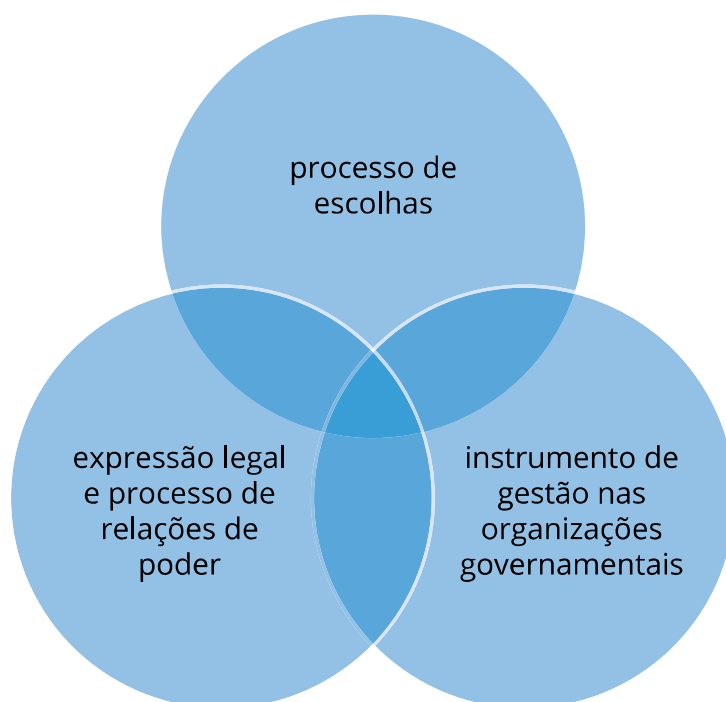 processo de
escolhas
expressão legal
e processo de
relações de
poder
instrumento de
gestão nas
organizações
governamentais